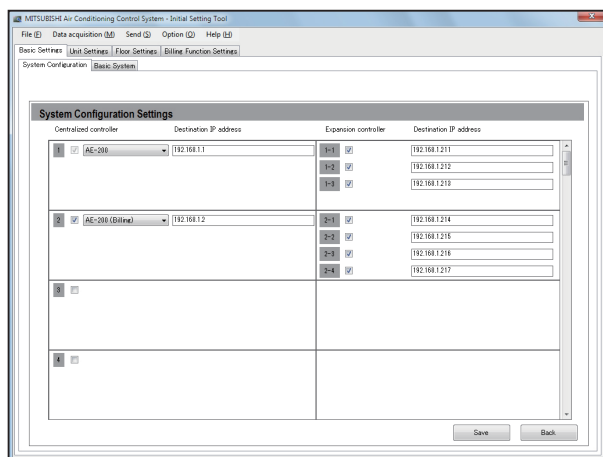 MITSUBISHI Air Conditioning Control System - Initial Setting Tool
File (F) Data acquisition (M) Send (S) Option (O) Help (H)
Basic Settings Unit Settings Floor Settings Billing Function Settings
System Configuration Basic System
System Configuration Settings
Centralized controller Destination IP address Expansion controller Destination IP address
1 AE-200 192.168.1.1 1-1 192.168.1.211
1-2 192.168.1.212
1-3 192.168.1.213
2 AE-200 (Billing) 192.168.1.2 2-1 192.168.1.214
2-2 192.168.1.215
2-3 192.168.1.216
2-4 192.168.1.217
3
4
Save Back